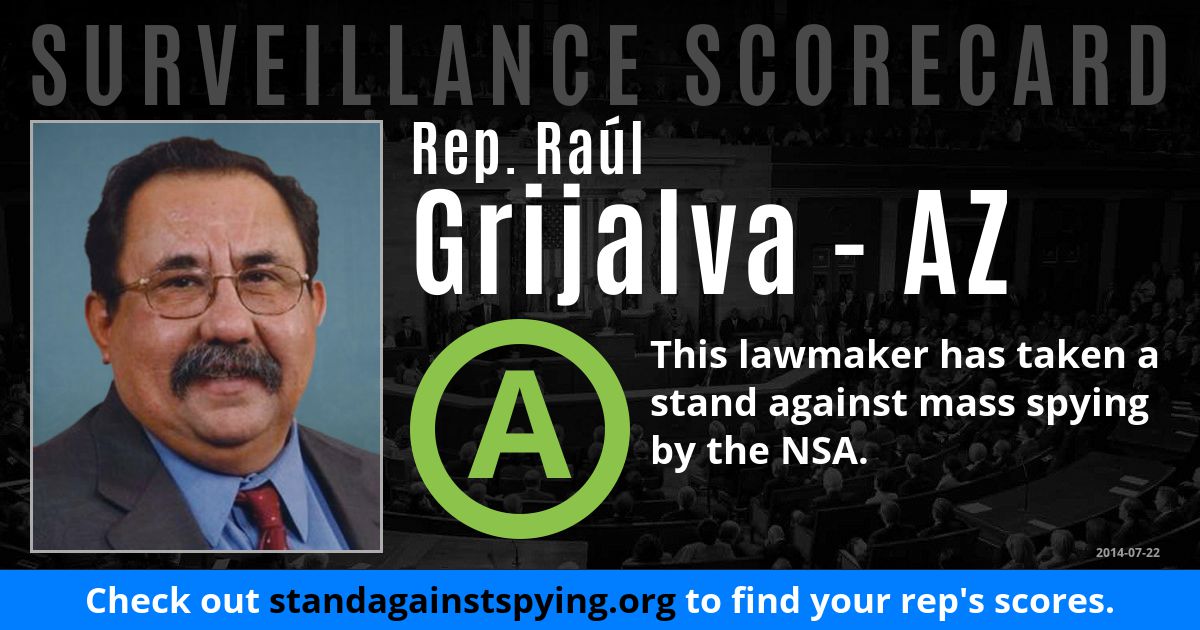 SURVEILLANCE SCORECARD
Rep. Raúl
Grijalva - AZ
A
This lawmaker has taken a
stand against mass spying
by the NSA.
2014-07-22
Check out standagainstspying.org to find your rep's scores.